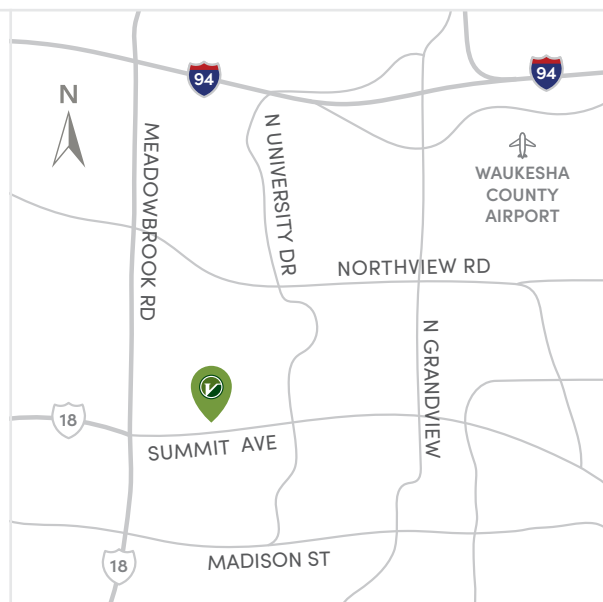 94
94
N
MEADOWBROOK RD
N UNIVERSITY DR
WAUKESHA
COUNTY
AIRPORT
NORTHVIEW RD
N GRANDVIEW
18
SUMMIT AVE
MADISON ST
18